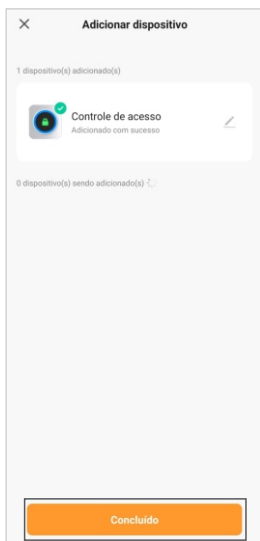 Adicionar dispositivo
1 dispositivo(s) adicionado(s)
Controle de acesso
Adicionado com sucesso
0 dispositivo(s) sendo adicionado(s)
Concluído